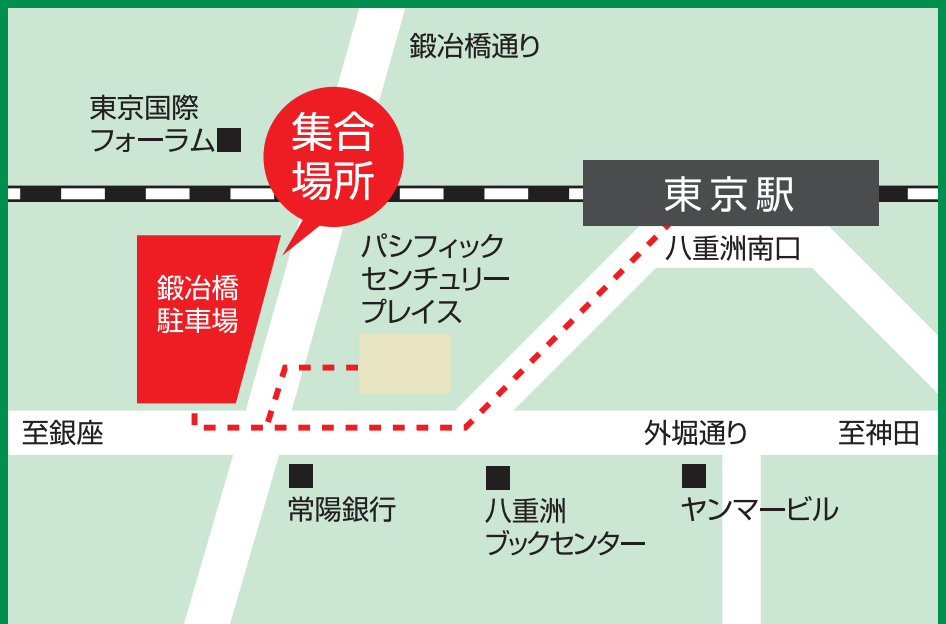 鍛冶橋通り
東京国際
フォーラム
集合
場所
東京駅
八重洲南口
パシフィック
センチュリー
プレイス
鍛冶橋
駐車場
至銀座
外堀通り
至神田
常陽銀行
八重洲
ブックセンター
ヤンマービル